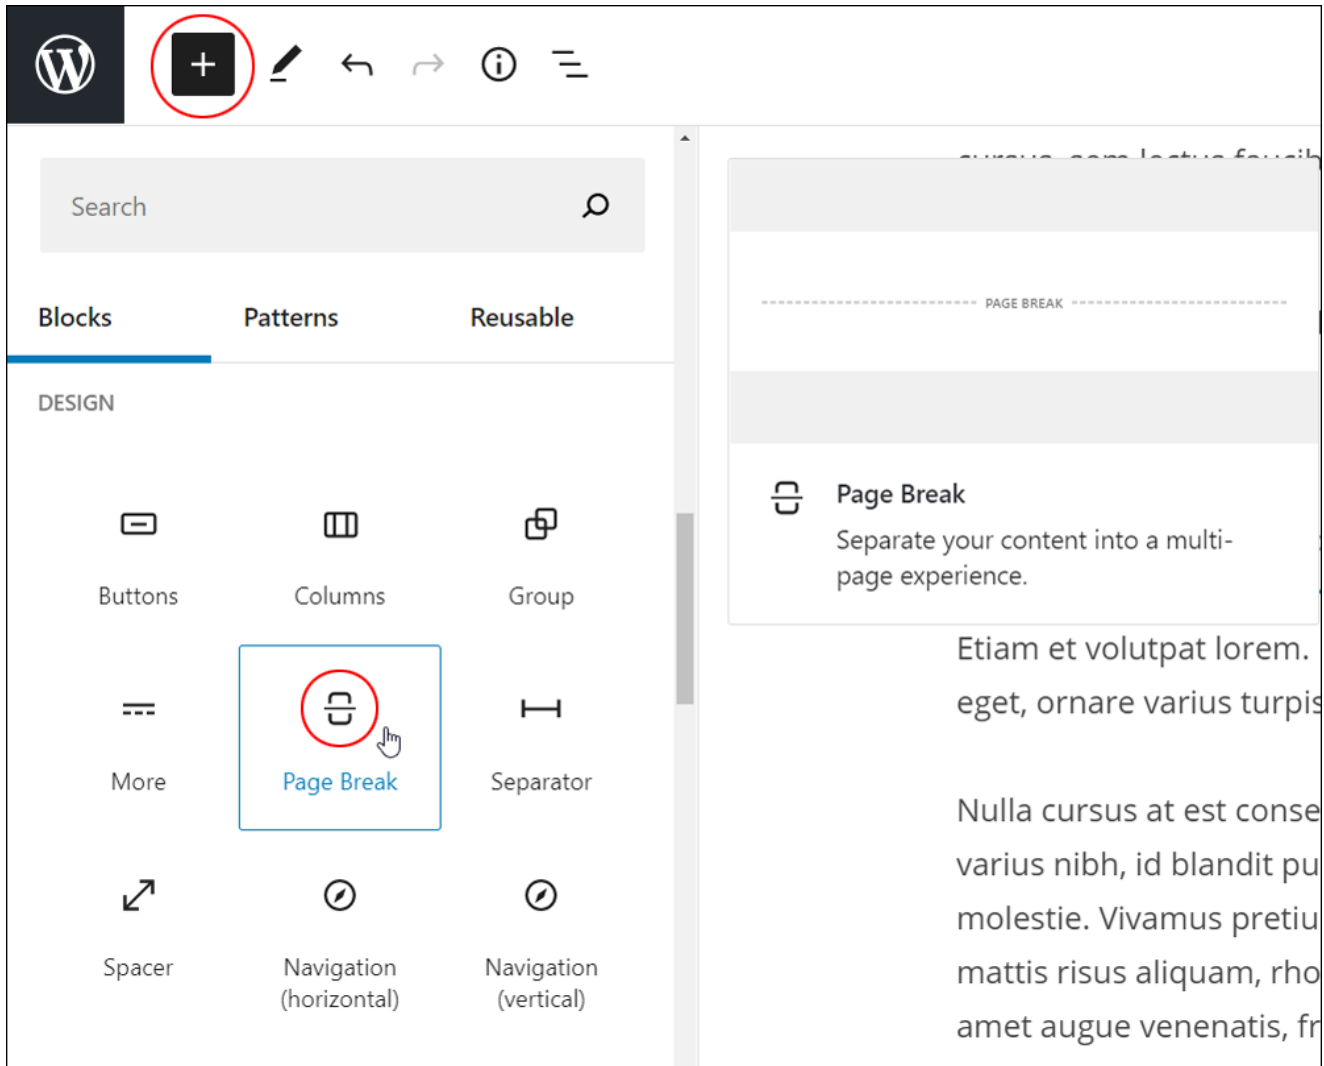 Search
Blocks Patterns Reusable
DESIGN
Buttons Columns Group
More Page Break Separator
Spacer Navigation (horizontal) Navigation (vertical)
PAGE BREAK
Page Break
Separate your content into a multi-
page experience.
Etiam et volutpat lorem.
eget, ornare varius turpis
Nulla cursus at est
varius nibh, id blandit
molestie. Vivamus
mattis risus aliquam,
amet augue venenatis,